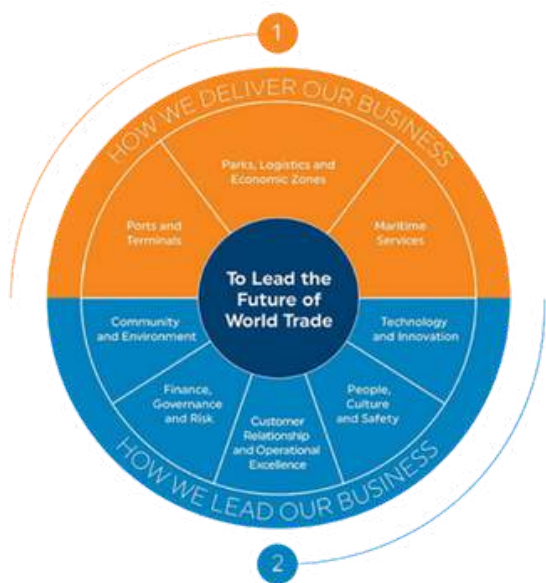 1
HOW WE DELIVER OUR BUSINESS
Parks, Logistics and
Economic Zones
Ports and
Terminals
Maritime
Services
To Lead the
Future of
World Trade
Community
and Environment
Technology
and Innovation
Finance,
Governance
and Risk
People,
Culture
and Safety
Customer
Relationship
and Operational
Excellence
HOW WE LEAD OUR BUSINESS
2